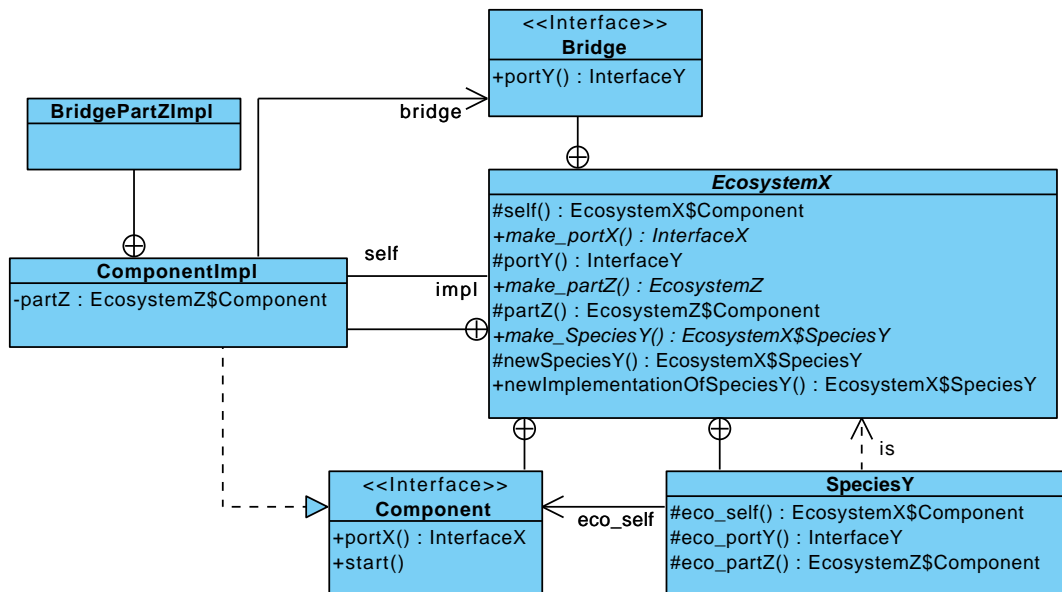 <<Interface>>
Bridge
+portY() : InterfaceY
BridgePartZImpl
bridge
EcosystemX
#self() : EcosystemX$Component
+make_portX() : InterfaceX
#portY() : InterfaceY
+make_partZ() : EcosystemZ
#partZ() : EcosystemZ$Component
+make_SpeciesY() : EcosystemX$SpeciesY
#newSpeciesY() : EcosystemX$SpeciesY
+newImplementationOfSpeciesY() : EcosystemX$SpeciesY
self
impl
ComponentImpl
-partZ : EcosystemZ$Component
is
<<Interface>>
Component
+portX() : InterfaceX
+start()
eco_self
SpeciesY
#eco_self() : EcosystemX$Component
#eco_portY() : InterfaceY
#eco_partZ() : EcosystemZ$Component